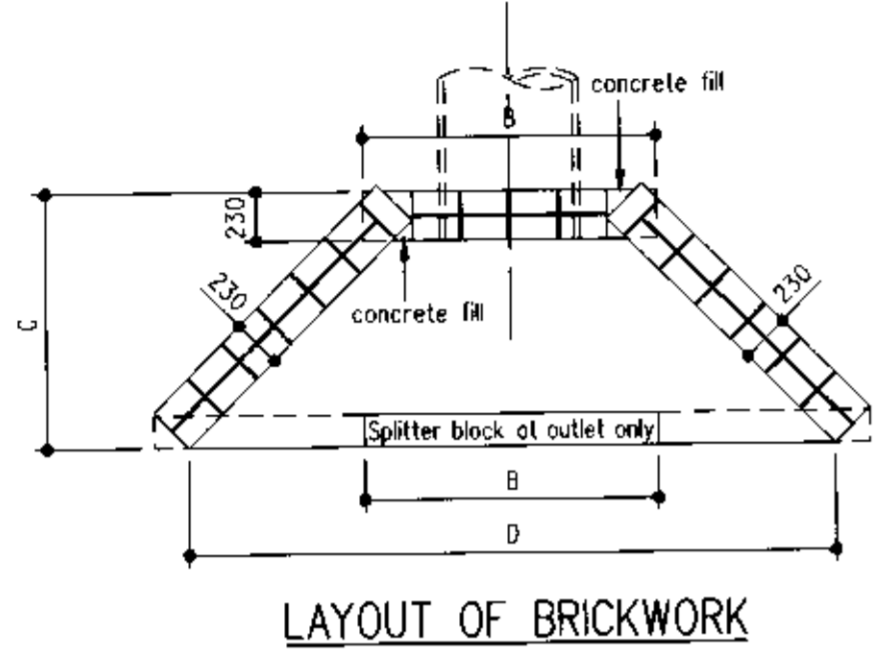 concrete fill
B
230
230
230
C
concrete fill
Splitter block at outlet only
B
D
LAYOUT OF BRICKWORK